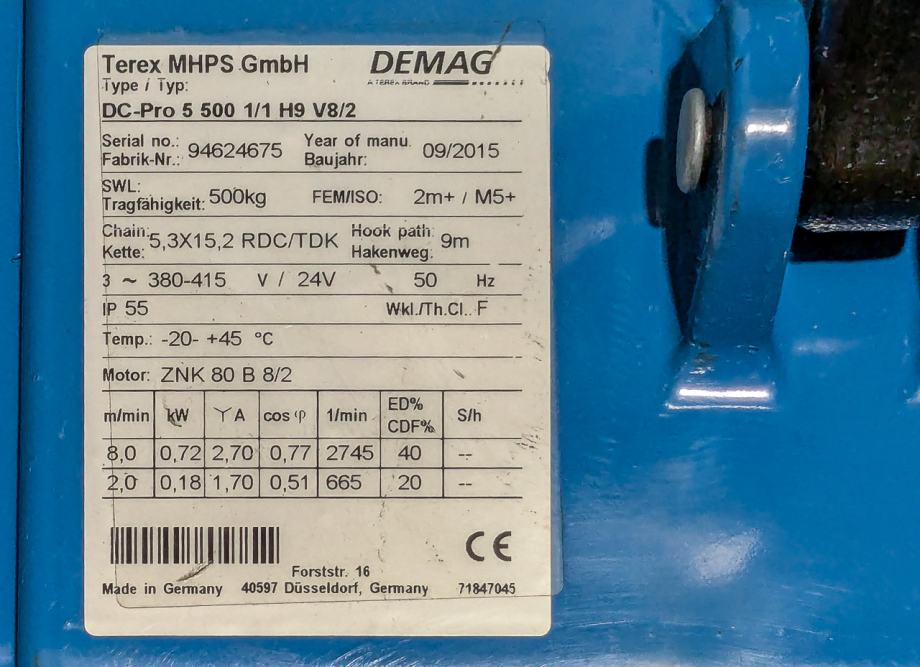 Terex MHPS GmbH DEMAG
Type / Typ: A TEREX BRAND
DC-Pro 5 500 1/1 H9 V8/2
Serial no.: 94624675 Year of manu. 09/2015
Fabrik-Nr.: Baujahr:
SWL:
Tragfähigkeit: 500kg FEM/ISO: 2m+ / M5+
Chain: 5,3X15,2 RDC/TDK Hook path: 9m
Kette: Hakenweg:
3 ~ 380-415 V / 24V 50 Hz
IP 55 Wkl./Th.Cl.. F
Temp.: -20- +45 °C
Motor: ZNK 80 B 8/2
m/min kW Y A cos φ 1/min ED% CDF% S/h
8,0 0,72 2,70 0,77 2745 40 --
2,0 0,18 1,70 0,51 665 20 --
CE
Forststr. 16
Made in Germany 40597 Düsseldorf, Germany 71847045